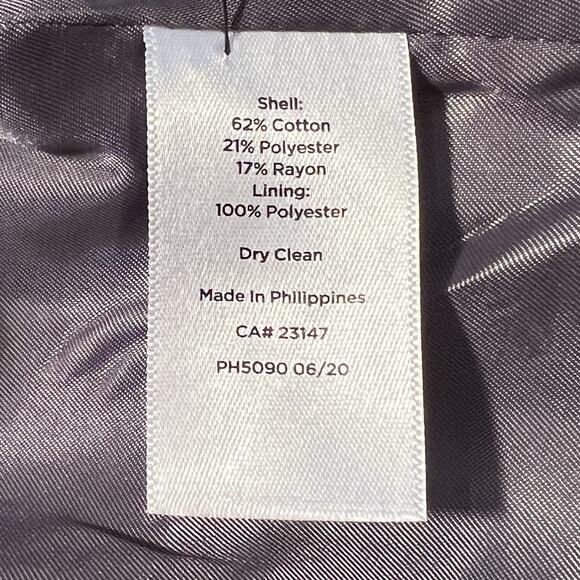 Shell:
62% Cotton
21% Polyester
17% Rayon
Lining:
100% Polyester
Dry Clean
Made In Philippines
CA# 23147
PH5090 06/20